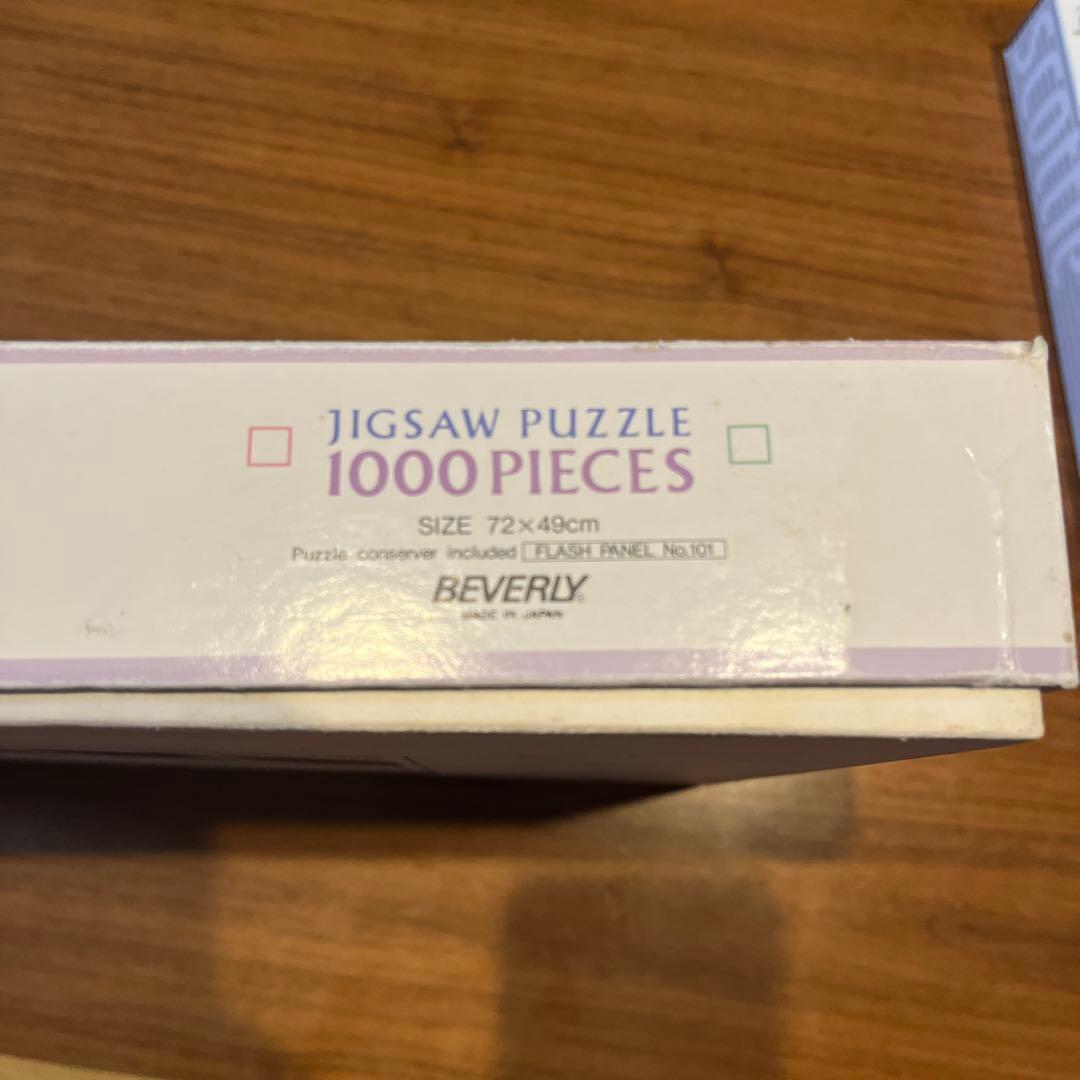 JIGSAW PUZZLE
1000 PIECES
SIZE 72×49cm
Puzzle conserver included FLASH PANEL No.101
BEVERLY
MADE IN JAPAN